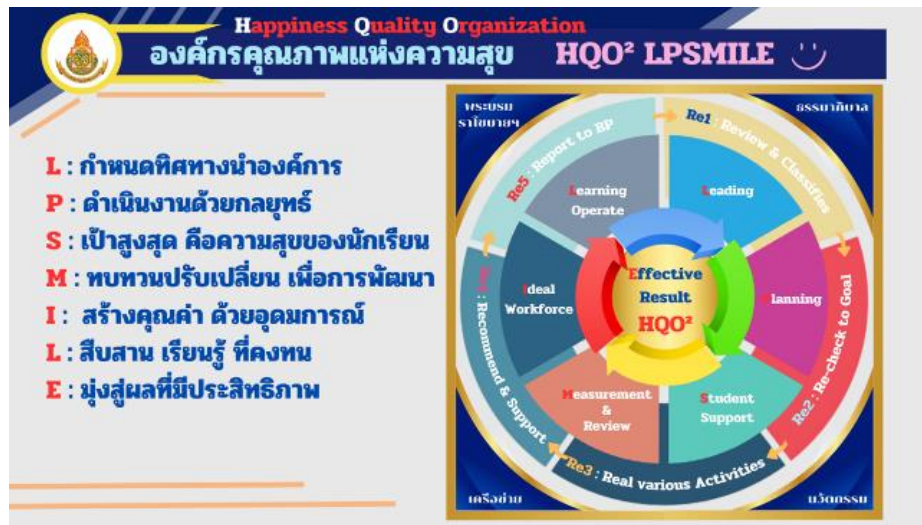 Happiness Quality Organization
องค์กรคุณภาพแห่งความสุข HQO² LPSMILE
L : กำหนดทิศทางนำองค์การ
P : ดำเนินงานด้วยกลยุทธ์
S : เป้าสูงสุด คือความสุขของนักเรียน
M : ทบทวนปรับเปลี่ยน เพื่อการพัฒนา
I : สร้างคุณค่า ด้วยอุดมการณ์
L : สืบสาน เรียนรู้ ที่คงทน
E : มุ่งสู่ผลที่มีประสิทธิภาพ
พระบรม
ราโชบายฯ
ธรรมาภิบาล
Re1 : Review & Classifies
Re2: Re-check to Goal
Re3 : Real various Activities
Re4 : Recommend & Support
Re5 : Report to BP
Leading
Planning
Student
Support
Measurement
&
Review
Ideal
Workforce
Learning
Operate
Effective
Result
HQO²
เครือข่าย
นวัตกรรม